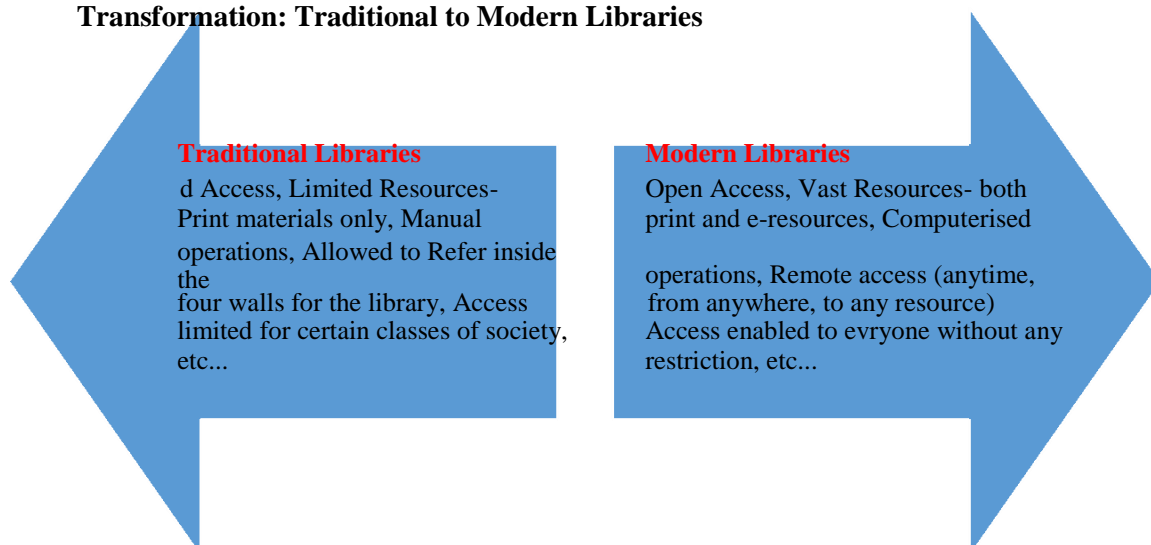 Transformation: Traditional to Modern Libraries
Traditional Libraries
d Access, Limited Resources-
Print materials only, Manual
operations, Allowed to Refer inside
the
four walls for the library, Access
limited for certain classes of society,
etc...
Modern Libraries
Open Access, Vast Resources- both
print and e-resources, Computerised
operations, Remote access (anytime,
from anywhere, to any resource)
Access enabled to evryone without any
restriction, etc...